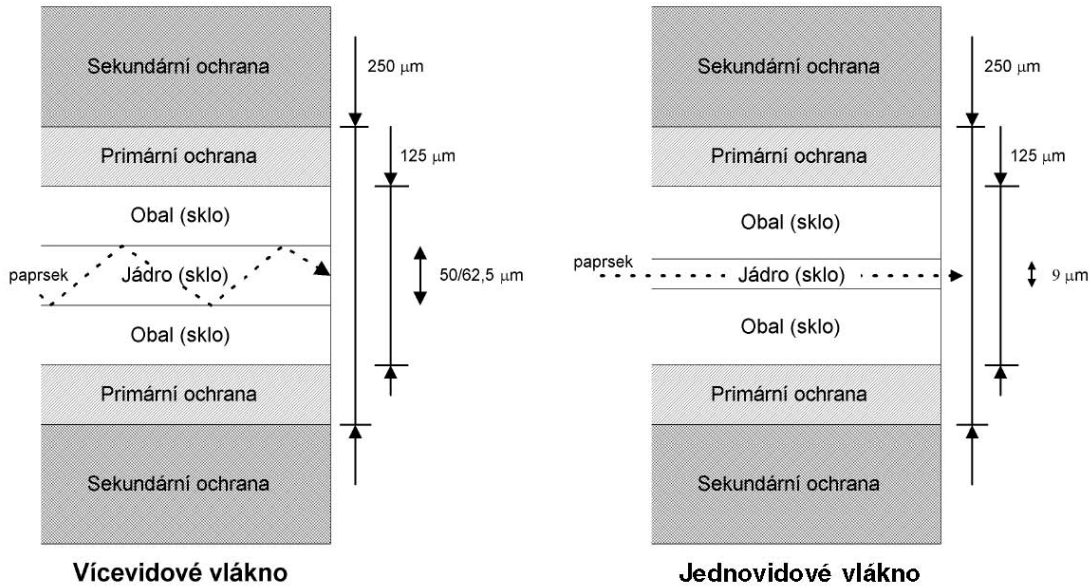 Sekundární ochrana
250 μm
Primární ochrana
125 μm
Obal (sklo)
paprsek
Jádro (sklo)
50/62,5 μm
Obal (sklo)
Primární ochrana
Sekundární ochrana
Vícevidové vlákno
Sekundární ochrana
250 μm
Primární ochrana
125 μm
Obal (sklo)
paprsek
Jádro (sklo)
9 μm
Obal (sklo)
Primární ochrana
Sekundární ochrana
Jednovidové vlákno